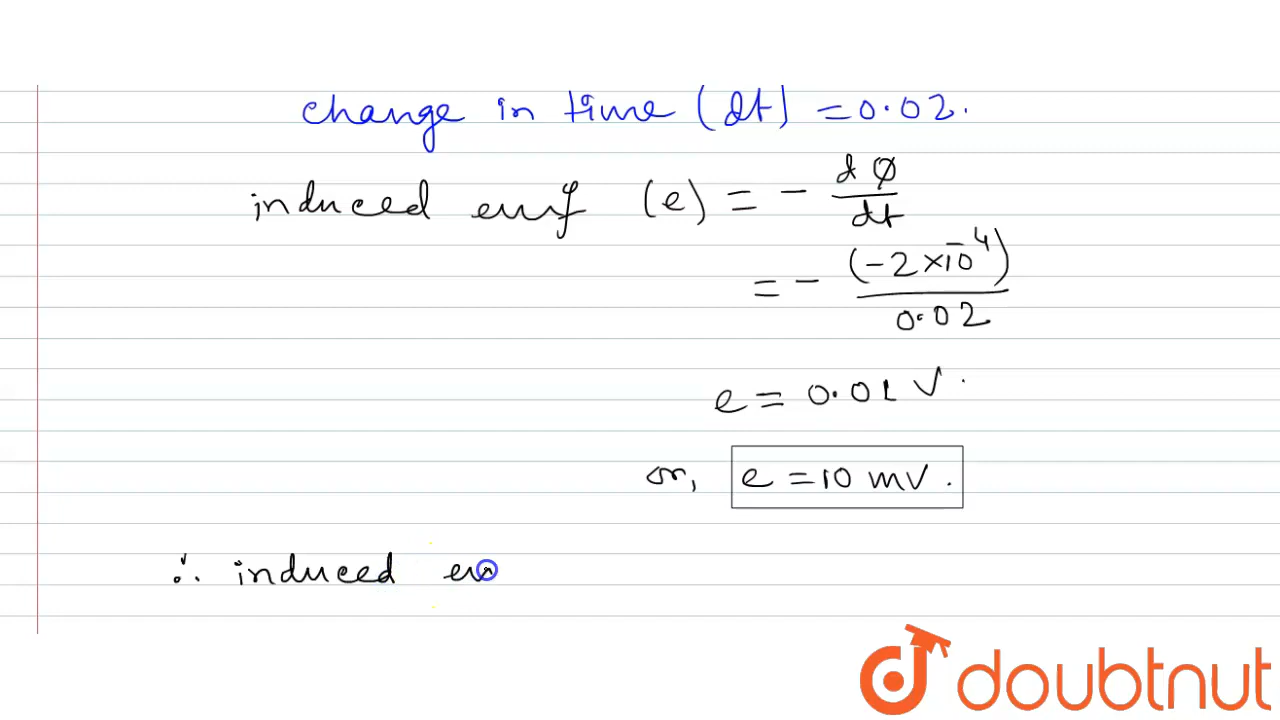 change in time (dt) = 0.02.
induced emf (e) = - dφ/dt
= - (-2×10⁻⁴)/0.02
e = 0.01 V.
or, e = 10 mV.
∴ induced em
doubtnut